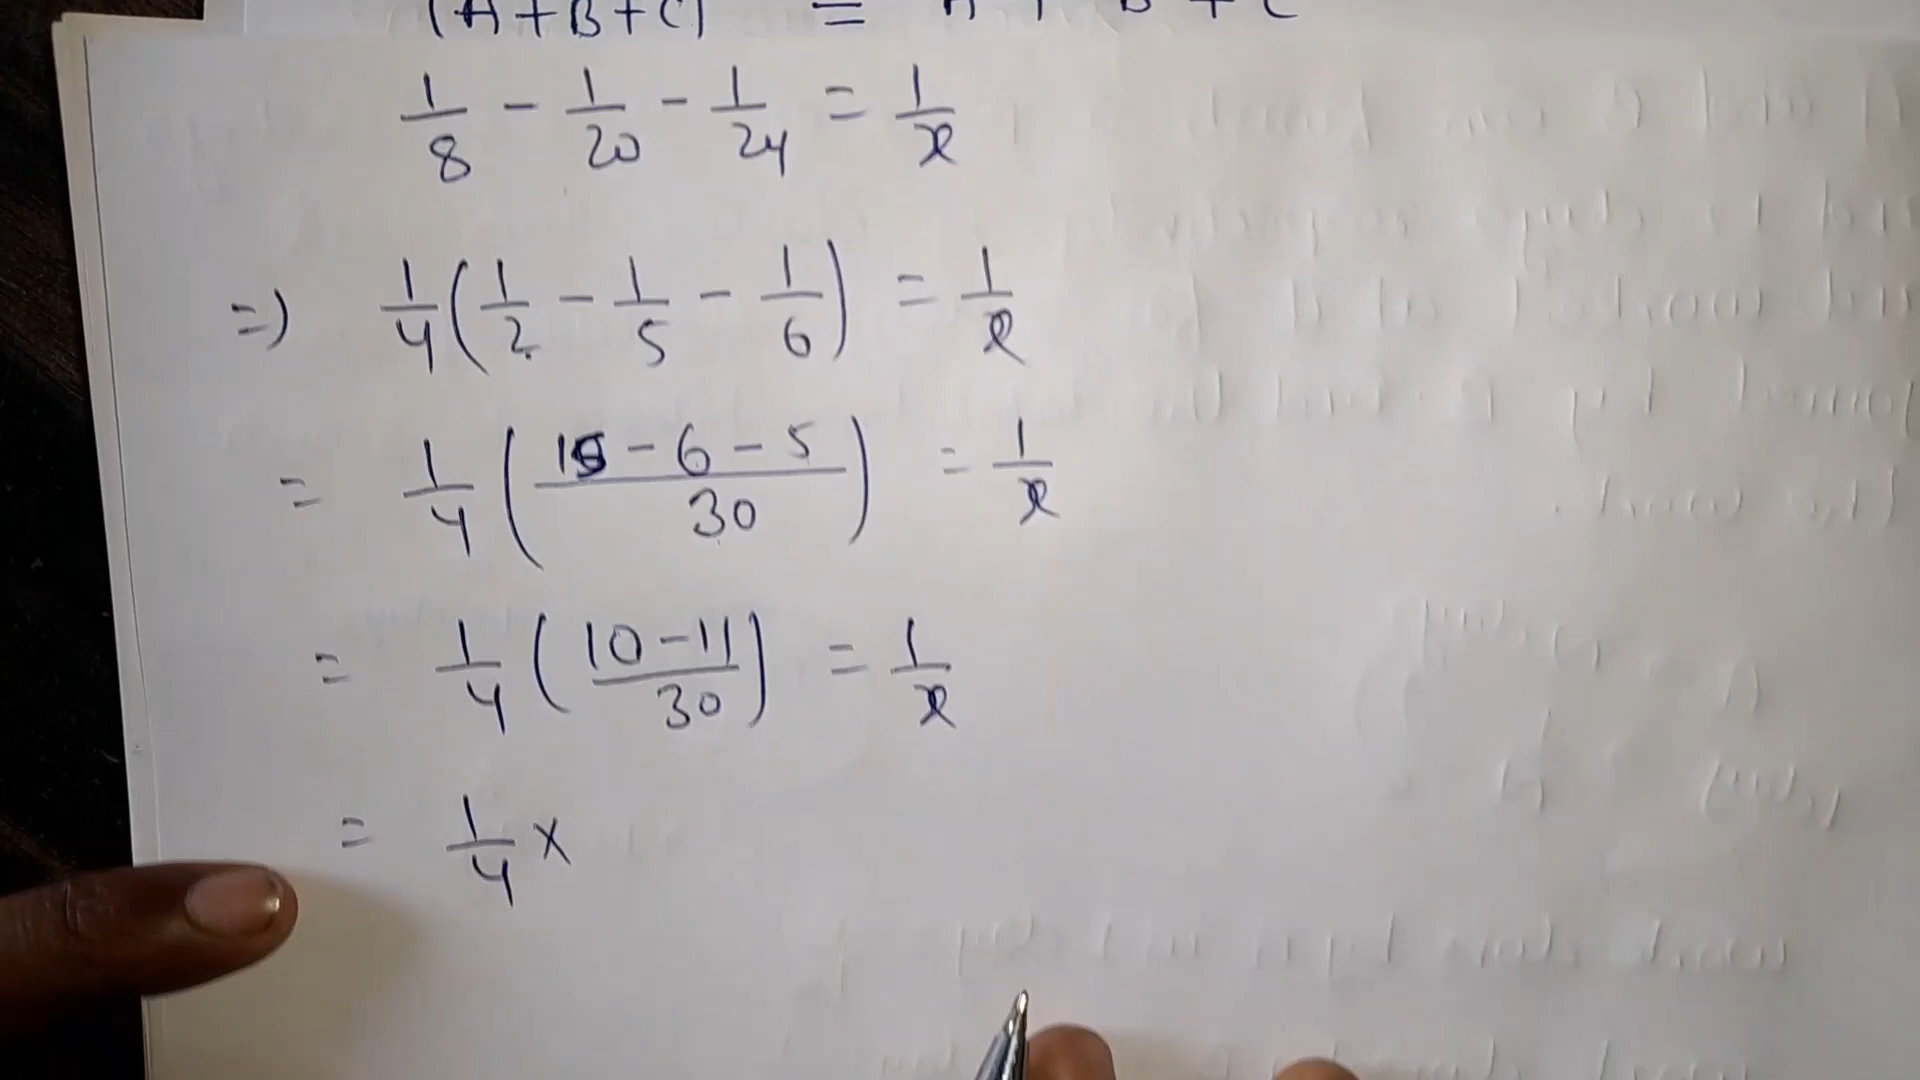 (A+B+C) = A + B + C
1/8 - 1/20 - 1/24 = 1/x
=) 1/4 (1/2 - 1/5 - 1/6) = 1/x
= 1/4 ((15 - 6 - 5)/30) = 1/x
= 1/4 ((10 - 11)/30) = 1/x
= 1/4 ×